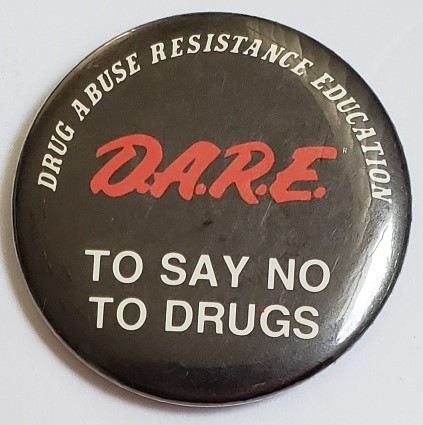 DRUG ABUSE RESISTANCE EDUCATION
D.A.R.E.®
TO SAY NO
TO DRUGS